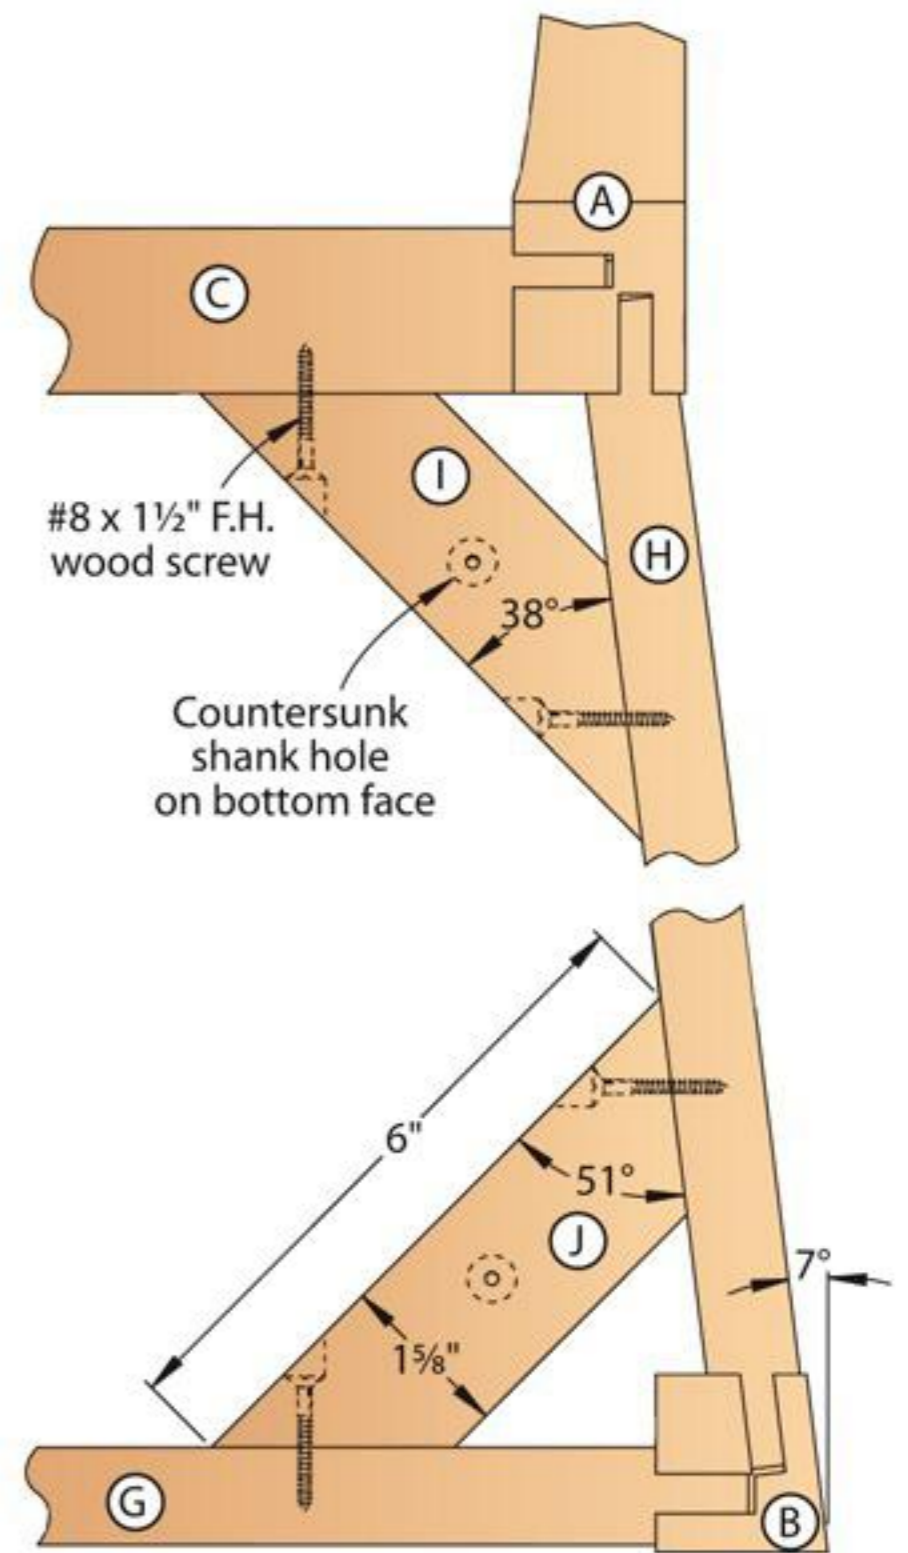 A
C
I
#8 x 1½" F.H.
wood screw
H
38°
Countersunk
shank hole
on bottom face
6"
51°
J
7°
1⅝"
G
B